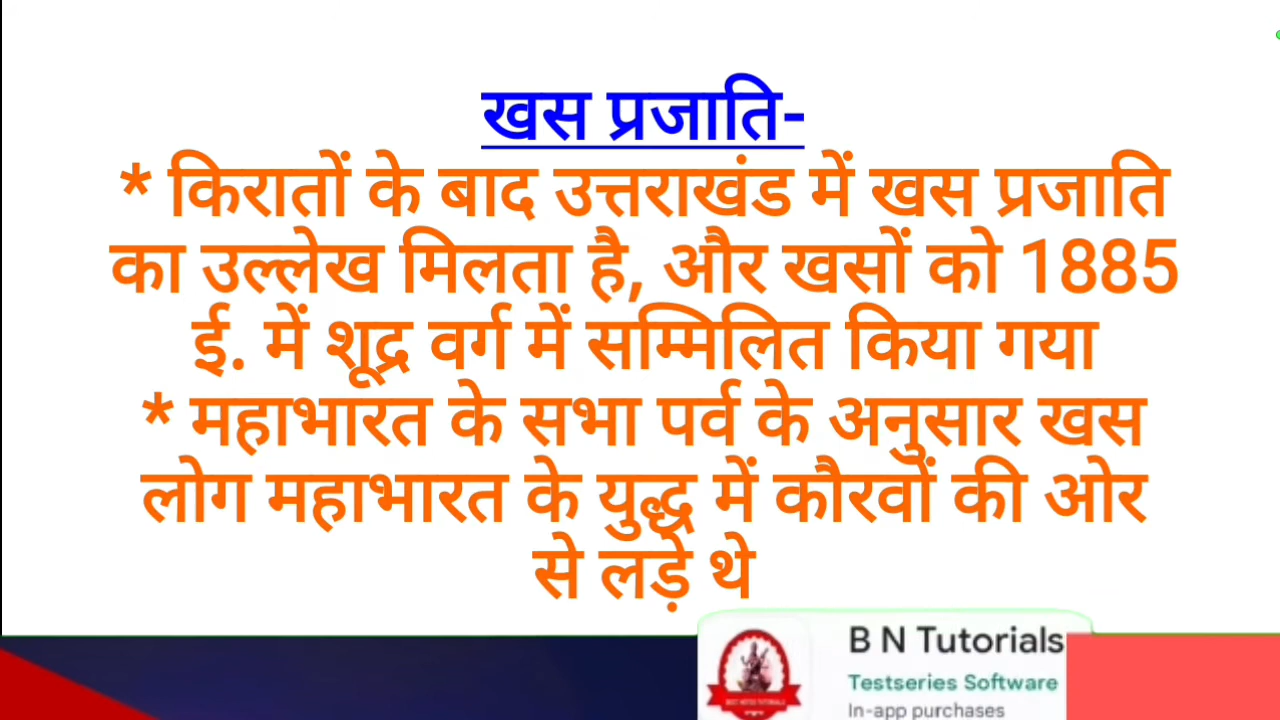 खस प्रजाति-
* किरातों के बाद उत्तराखंड में खस प्रजाति
का उल्लेख मिलता है, और खसों को 1885
ई. में शूद्र वर्ग में सम्मिलित किया गया
* महाभारत के सभा पर्व के अनुसार खस
लोग महाभारत के युद्ध में कौरवों की ओर
से लड़े थे
B N Tutorials
Testseries Software
In-app purchases